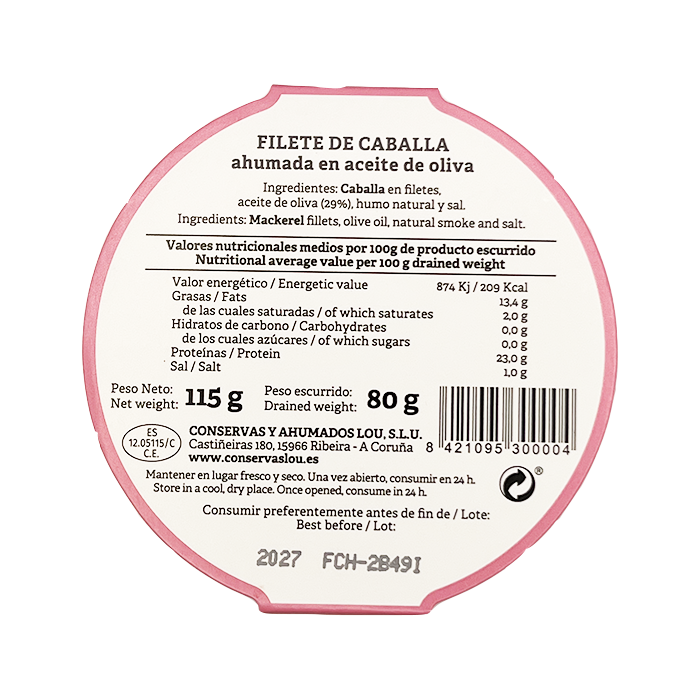 FILETE DE CABALLA
ahumada en aceite de oliva
Ingredientes: Caballa en filetes,
aceite de oliva (29%), humo natural y sal.
Ingredients: Mackerel fillets, olive oil, natural smoke and salt.
Valores nutricionales medios por 100g de producto escurrido
Nutritional average value per 100 g drained weight
Valor energético / Energetic value 874 Kj / 209 Kcal
Grasas / Fats 13,4 g
de las cuales saturadas / of which saturates 2,0 g
Hidratos de carbono / Carbohydrates 0,0 g
de los cuales azúcares / of which sugars 0,0 g
Proteínas / Protein 23,0 g
Sal / Salt 1,0 g
Peso Neto: 115 g Peso escurrido: 80 g
Net weight: Drained weight:
ES
12.05115/C
C.E.
CONSERVAS Y AHUMADOS LOU, S.L.U.
Castiñeiras 180, 15966 Ribeira - A Coruña
www.conservaslou.es
8 421095 300004
Mantener en lugar fresco y seco. Una vez abierto, consumir en 24 h.
Store in a cool, dry place. Once opened, consume in 24 h.
®
Consumir preferentemente antes de fin de / Lote:
Best before / Lot:
2027 FCH-2B49I